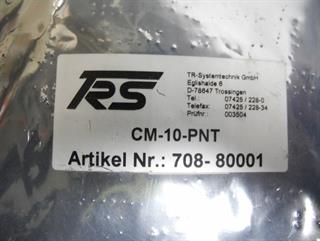 TRS
TR-Systemtechnik GmbH
Eglishalde 6
D-78647 Trossingen
Tel.: 07425 / 228-0
Telefax: 07425 / 228-34
Prüfnr.: 003504
CM-10-PNT
Artikel Nr.: 708- 80001